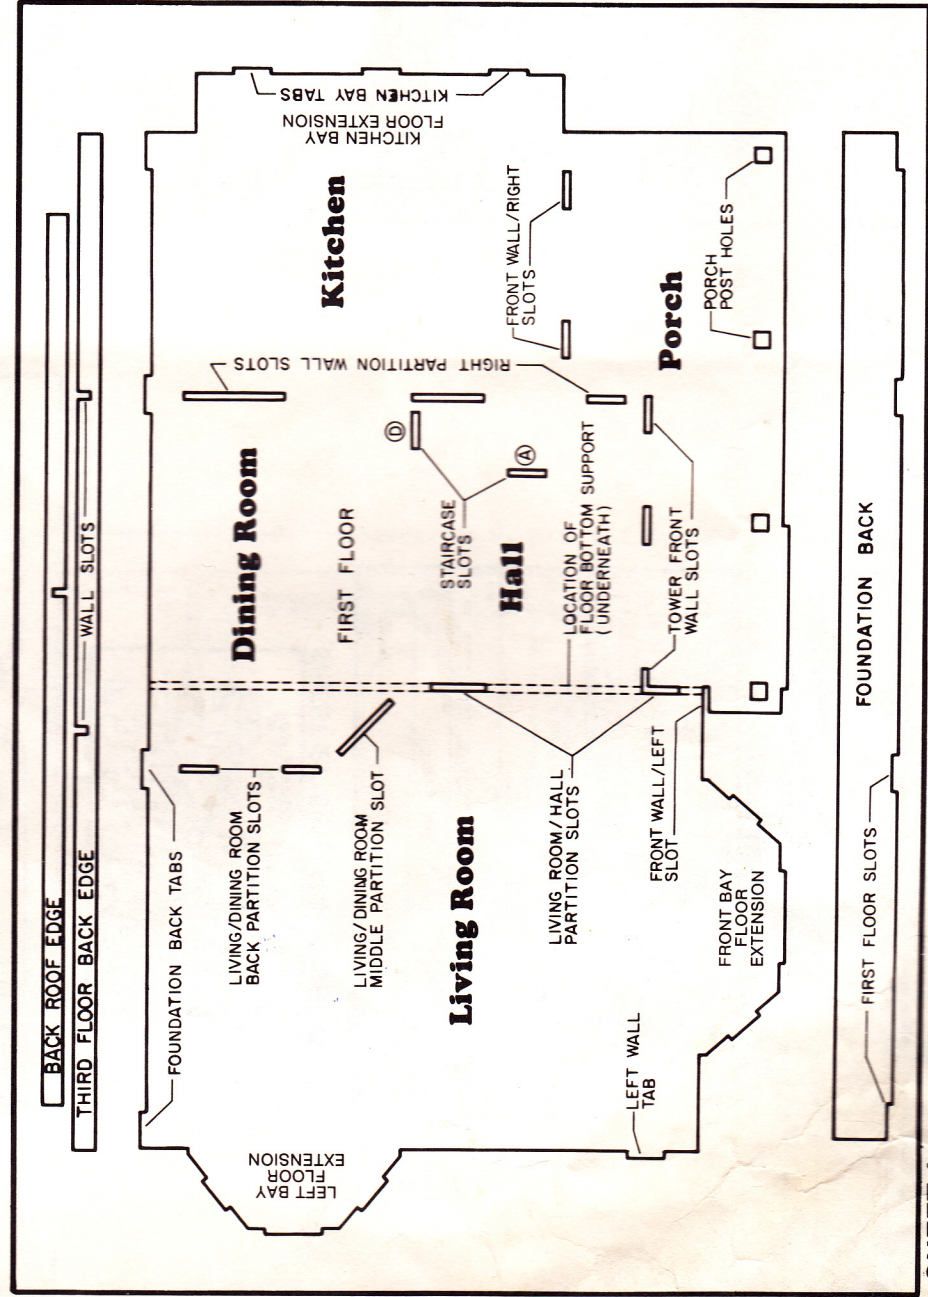 BACK ROOF EDGE
THIRD FLOOR BACK EDGE
WALL SLOTS
FOUNDATION BACK TABS
LEFT BAY
FLOOR
EXTENSION
LIVING/DINING ROOM
BACK PARTITION SLOTS
LIVING/DINING ROOM
MIDDLE PARTITION SLOT
Living Room
LIVING ROOM/HALL
PARTITION SLOTS
LEFT WALL
TAB
FRONT WALL/LEFT
SLOT
FRONT BAY
FLOOR
EXTENSION
Dining Room
FIRST FLOOR
D
STAIRCASE
SLOTS
A
Hall
LOCATION OF
FLOOR BOTTOM SUPPORT
(UNDERNEATH)
TOWER FRONT
WALL SLOTS
RIGHT PARTITION WALL SLOTS
Kitchen
KITCHEN BAY
FLOOR EXTENSION
KITCHEN BAY TABS
FRONT WALL/RIGHT
SLOTS
Porch
PORCH
POST HOLES
FOUNDATION BACK
FIRST FLOOR SLOTS